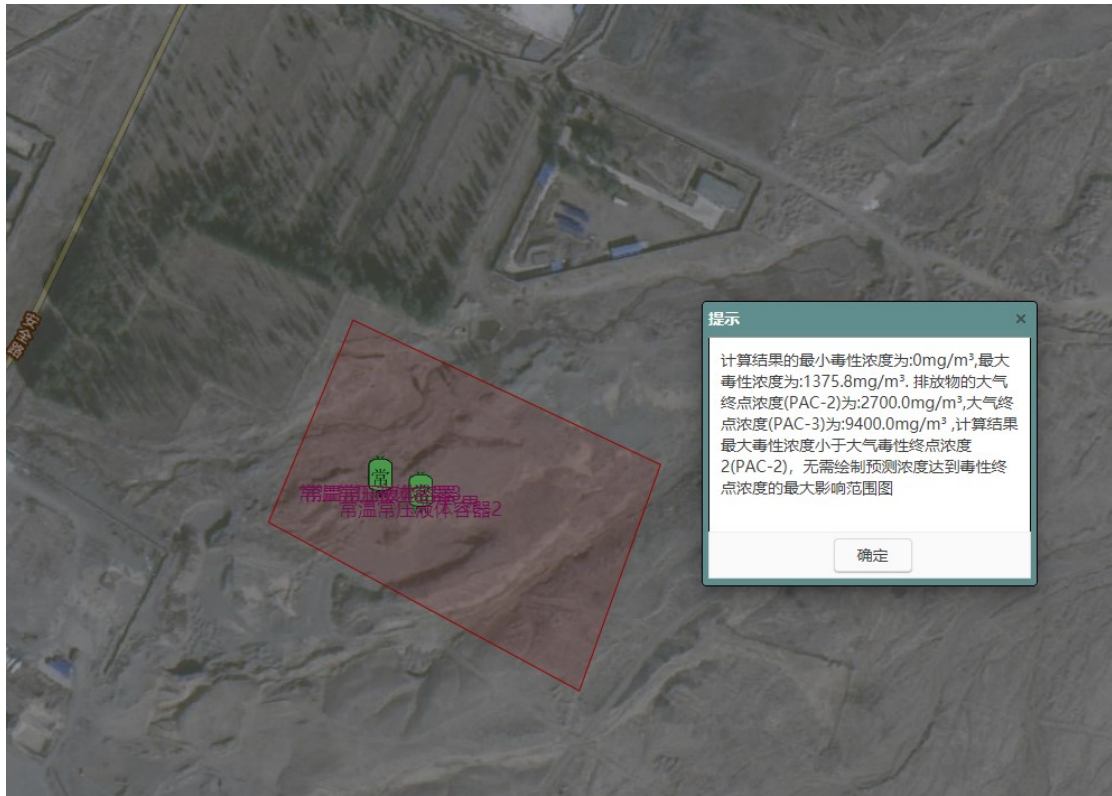 安全路
提示 ×
计算结果的最小毒性浓度为:0mg/m³,最大
毒性浓度为:1375.8mg/m³. 排放物的大气
终点浓度(PAC-2)为:2700.0mg/m³,大气终
点浓度(PAC-3)为:9400.0mg/m³ ,计算结果
最大毒性浓度小于大气毒性终点浓度
2(PAC-2)，无需绘制预测浓度达到毒性终
点浓度的最大影响范围图
常
常温常压液体容器2
确定